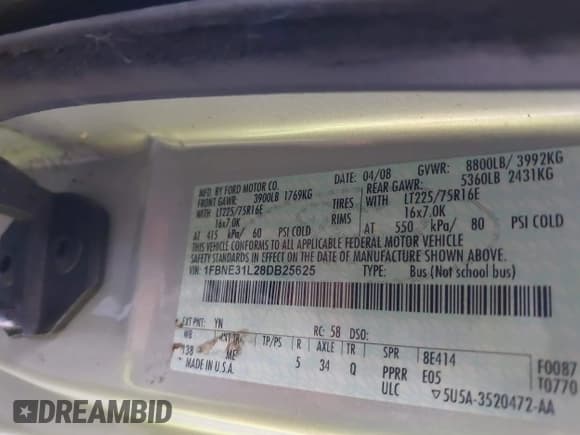 MFD. BY FORD MOTOR CO.
DATE: 04/08
GVWR: 8800LB/ 3992KG
FRONT GAWR: 3900LB 1769KG
REAR GAWR: 5360LB 2431KG
LT225/75R16E
TIRES
WITH
LT225/75R16E
16x7.0K
RIMS
16x7.0K
AT 415 kPa/ 60 PSI COLD
AT 550 kPa/ 80 PSI COLD
THIS VEHICLE CONFORMS TO ALL APPLICABLE FEDERAL MOTOR VEHICLE
SAFETY STANDARDS IN EFFECT ON THE DATE OF MANUFACTURE SHOWN ABOVE.
VIN: 1FBNE31L28DB25625
TYPE: Bus (Not school bus)
EXT PNT: YN
RC: 58 DSO:
WB
TP/PS R AXLE TR SPR
8E414
F0087
138
ME
5 34 Q
PPRR E05
T0770
MADE IN U.S.A.
ULC
▽5U5A-3520472-AA
DREAMBID